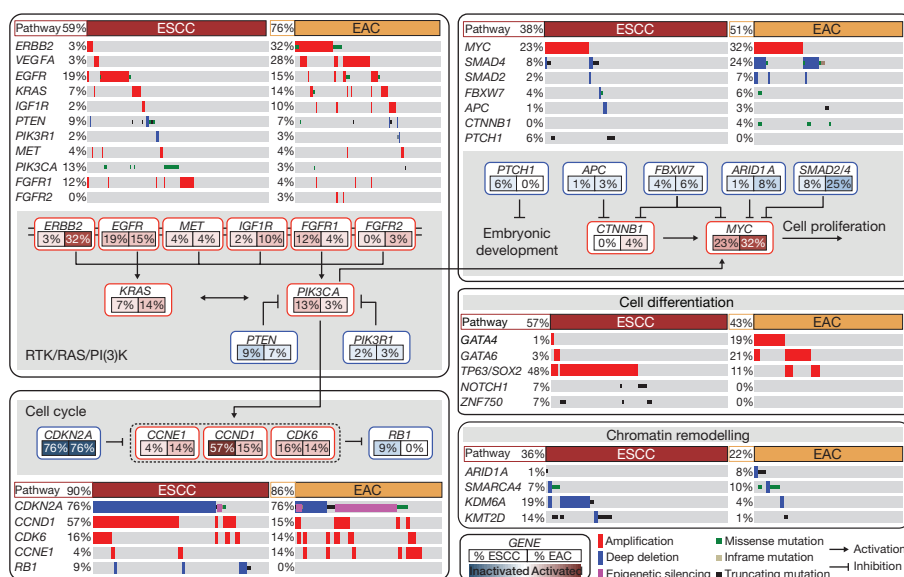 Pathway 59% ESCC 76% EAC
ERBB2 3% 32%
VEGFA 3% 28%
EGFR 19% 15%
KRAS 7% 14%
IGF1R 2% 10%
PTEN 9% 7%
PIK3R1 2% 3%
MET 4% 4%
PIK3CA 13% 3%
FGFR1 12% 4%
FGFR2 0% 3%
ERBB2 EGFR MET IGF1R FGFR1 FGFR2
3% 32% 19% 15% 4% 4% 2% 10% 12% 4% 0% 3%
KRAS PIK3CA
7% 14% 13% 3%
PTEN PIK3R1
9% 7% 2% 3%
RTK/RAS/PI(3)K
Cell cycle
CDKN2A CCNE1 CCND1 CDK6 RB1
76% 76% 4% 14% 57% 15% 16% 14% 9% 0%
Pathway 90% ESCC 86% EAC
CDKN2A 76% 76%
CCND1 57% 15%
CDK6 16% 14%
CCNE1 4% 14%
RB1 9% 0%
Pathway 38% ESCC 51% EAC
MYC 23% 32%
SMAD4 8% 24%
SMAD2 2% 7%
FBXW7 4% 6%
APC 1% 3%
CTNNB1 0% 4%
PTCH1 6% 0%
PTCH1 APC FBXW7 ARID1A SMAD2/4
6% 0% 1% 3% 4% 6% 1% 8% 8% 25%
Embryonic development
CTNNB1 MYC Cell proliferation
0% 4% 23% 32%
Cell differentiation
Pathway 57% ESCC 43% EAC
GATA4 1% 19%
GATA6 3% 21%
TP63/SOX2 48% 11%
NOTCH1 7% 0%
ZNF750 7% 0%
Chromatin remodelling
Pathway 36% ESCC 22% EAC
ARID1A 1% 8%
SMARCA4 7% 10%
KDM6A 19% 4%
KMT2D 14% 1%
GENE
% ESCC % EAC
Inactivated Activated
Amplification
Deep deletion
Epigenetic silencing
Missense mutation
Inframe mutation
Truncating mutation
Activation
Inhibition